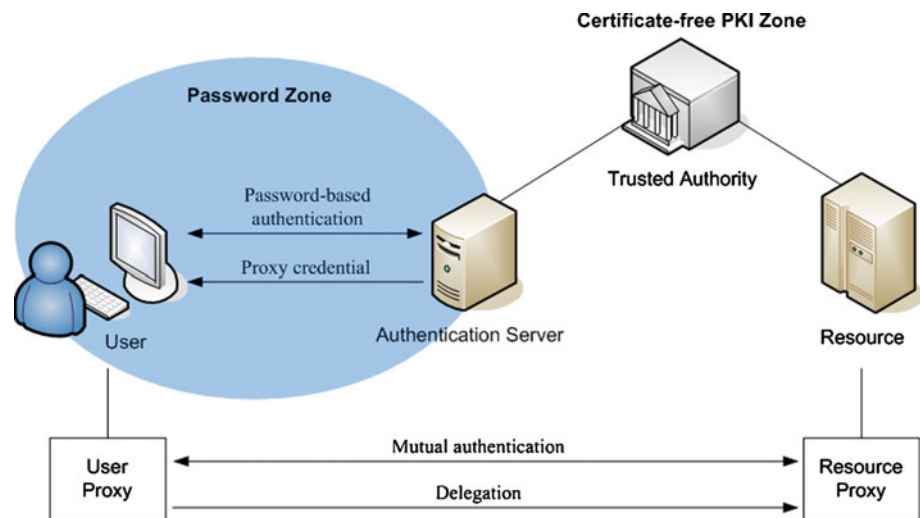 Certificate-free PKI Zone
Password Zone
Trusted Authority
Password-based
authentication
Proxy credential
User
Authentication Server
Resource
User
Proxy
Mutual authentication
Delegation
Resource
Proxy